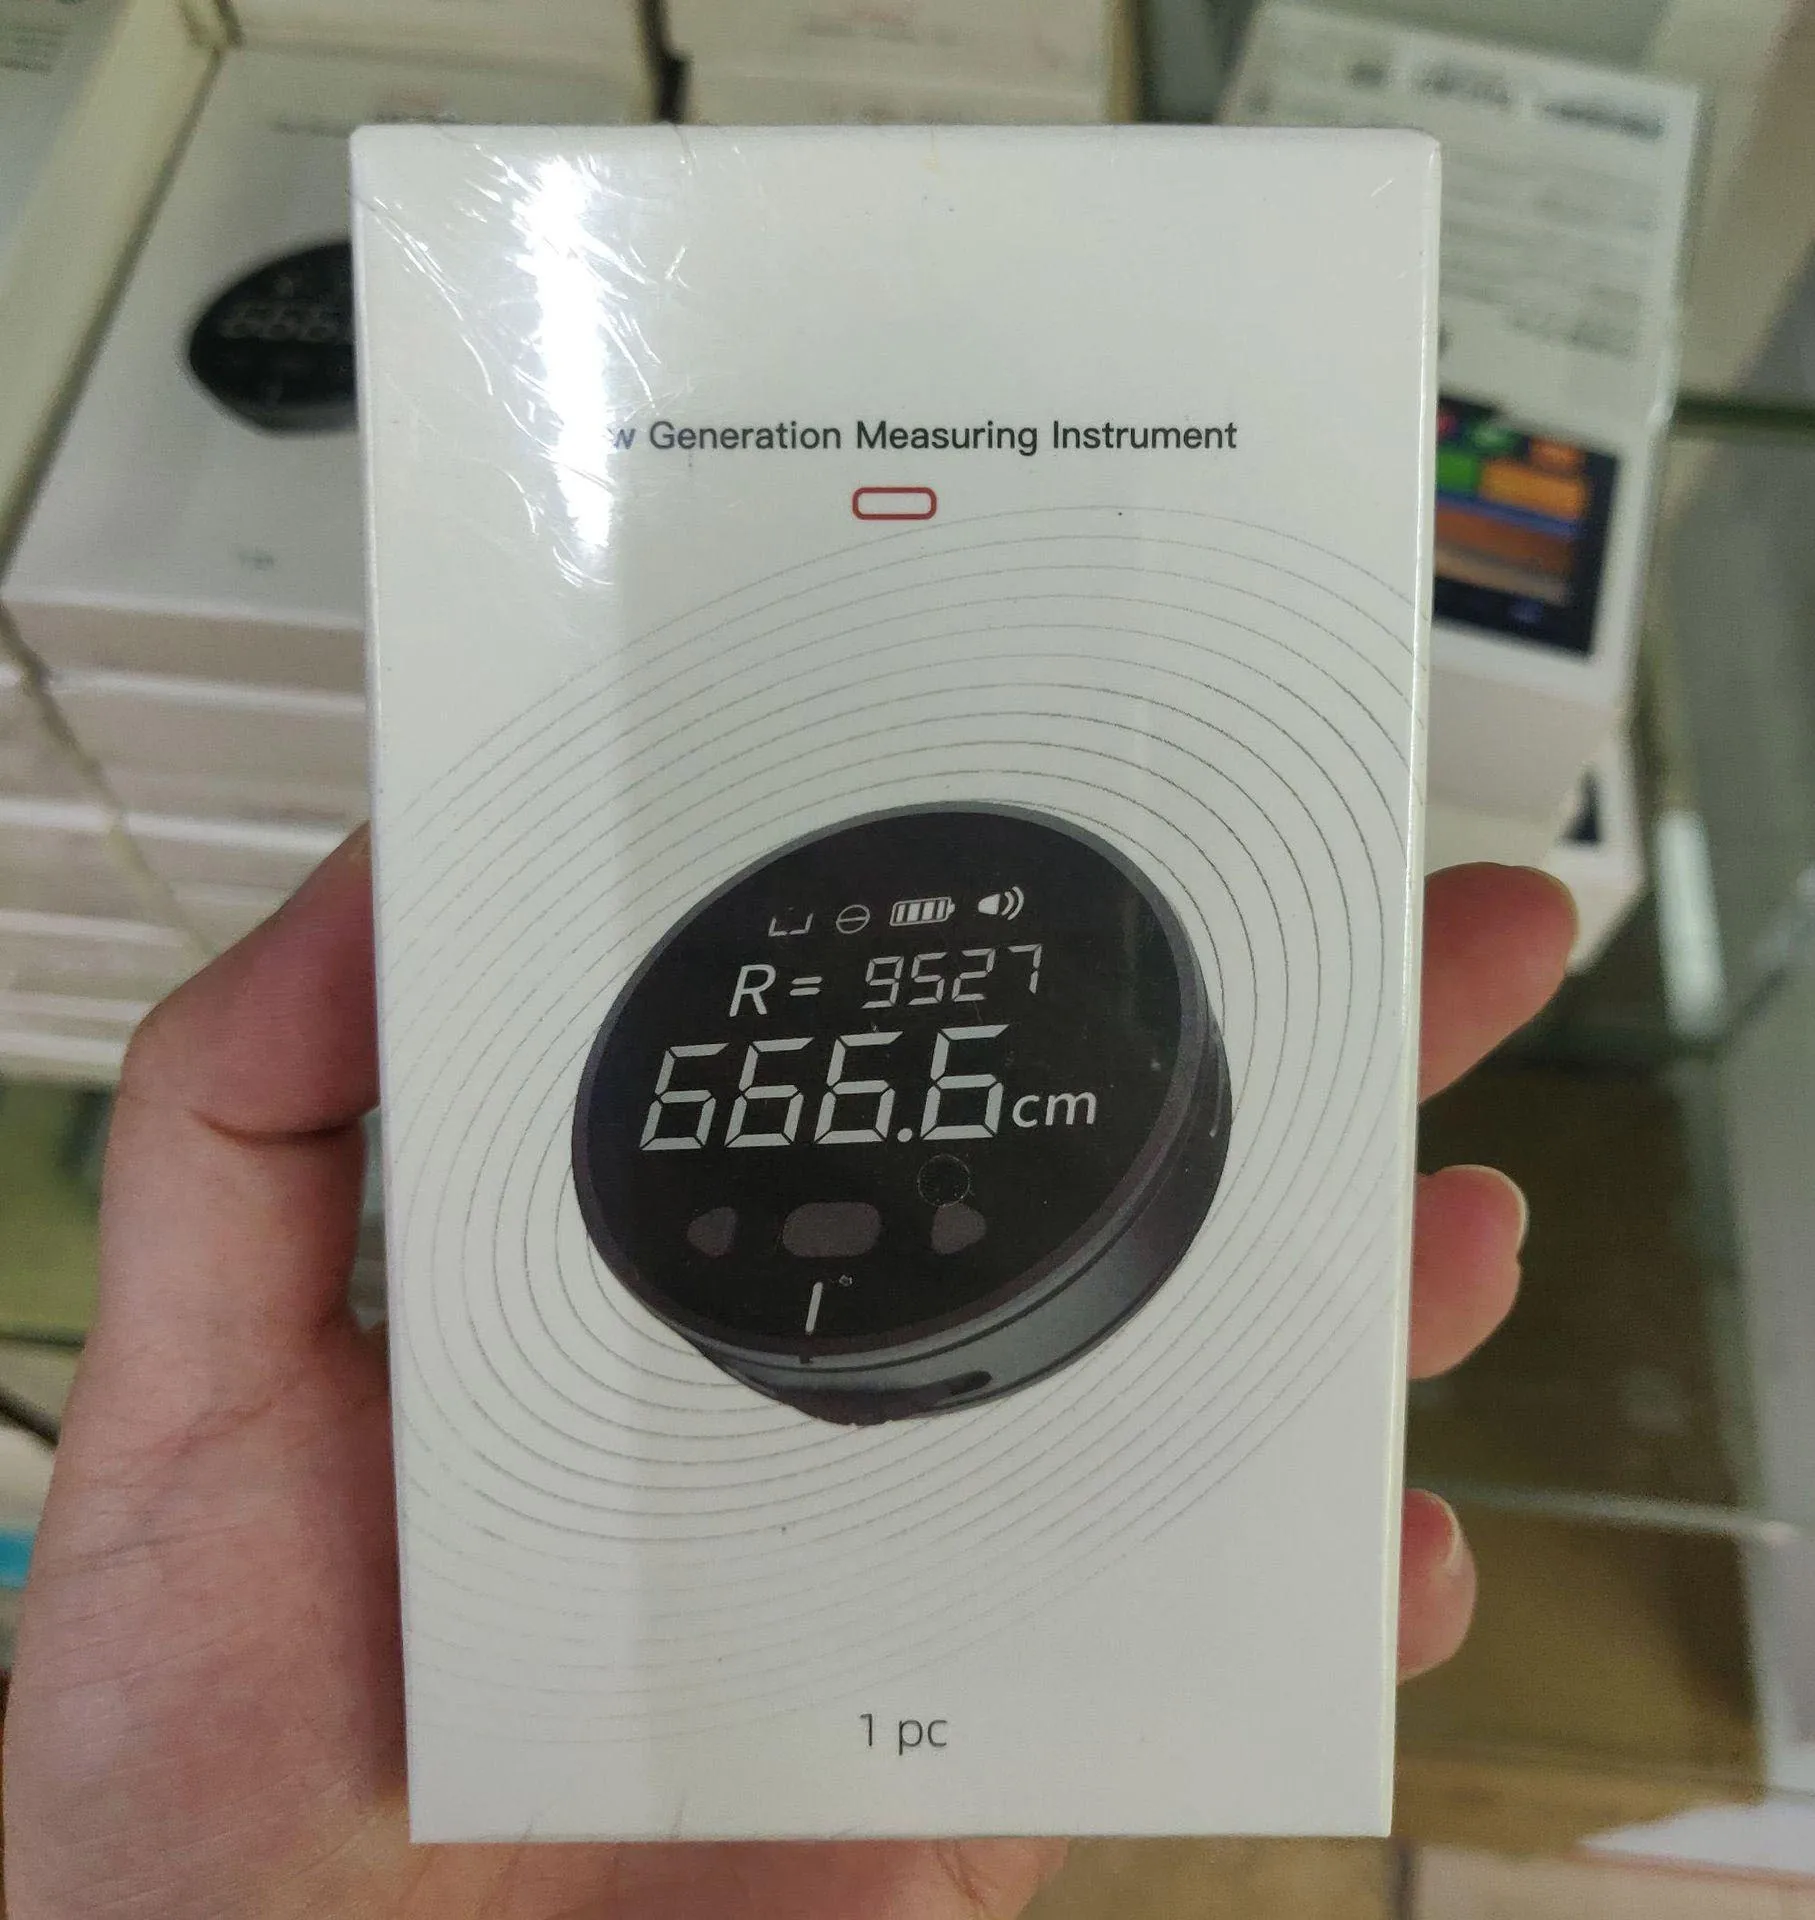 w Generation Measuring Instrument
R= 9527
666.6cm
1 pc